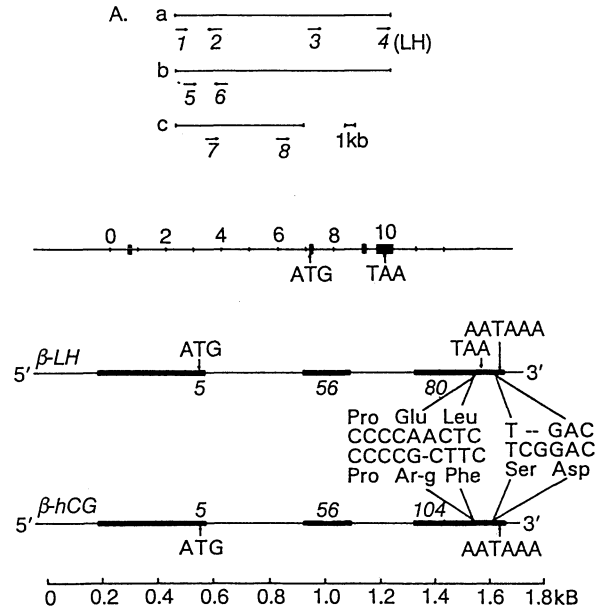 A. a
1 2 3 4 (LH)
b
5 6
c
7 8 1kb
0 2 4 6 8 10
ATG TAA
AATAAA
β-LH ATG TAA
5' 3'
5 56 80
Pro Glu Leu T -- GAC
CCCCAACTC TCGGAC
CCCCG-CTTC Ser Asp
Pro Ar-g Phe
β-hCG 5 56 104
5' 3'
ATG AATAAA
0 0.2 0.4 0.6 0.8 1.0 1.2 1.4 1.6 1.8 kB